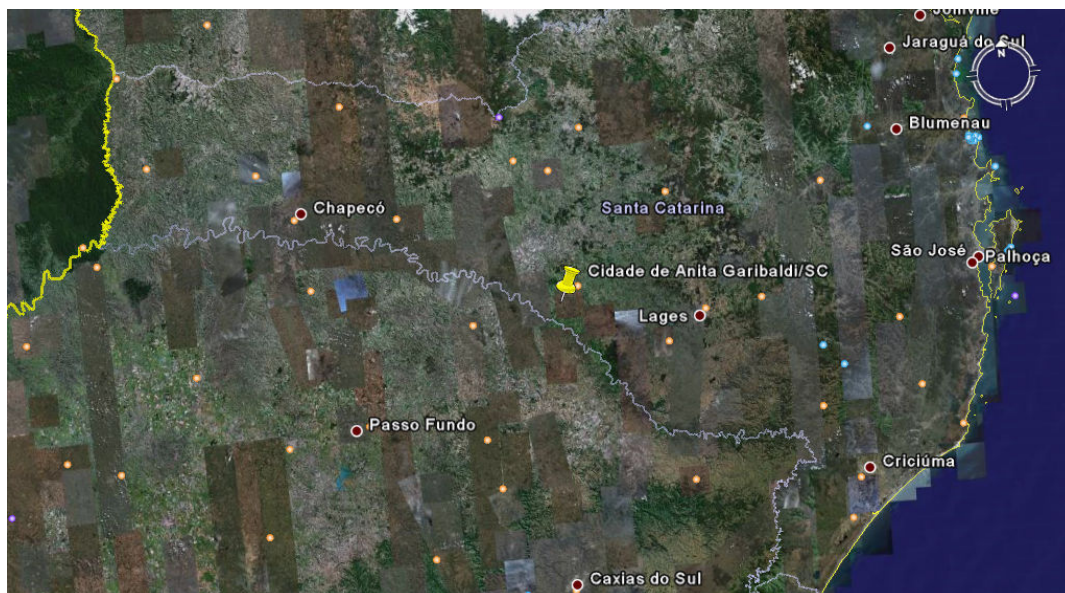 Joinville
Jaraguá do Sul
N
Blumenau
Chapecó
Santa Catarina
São José
Palhoça
Cidade de Anita Garibaldi/SC
Lages
Passo Fundo
Criciúma
Caxias do Sul